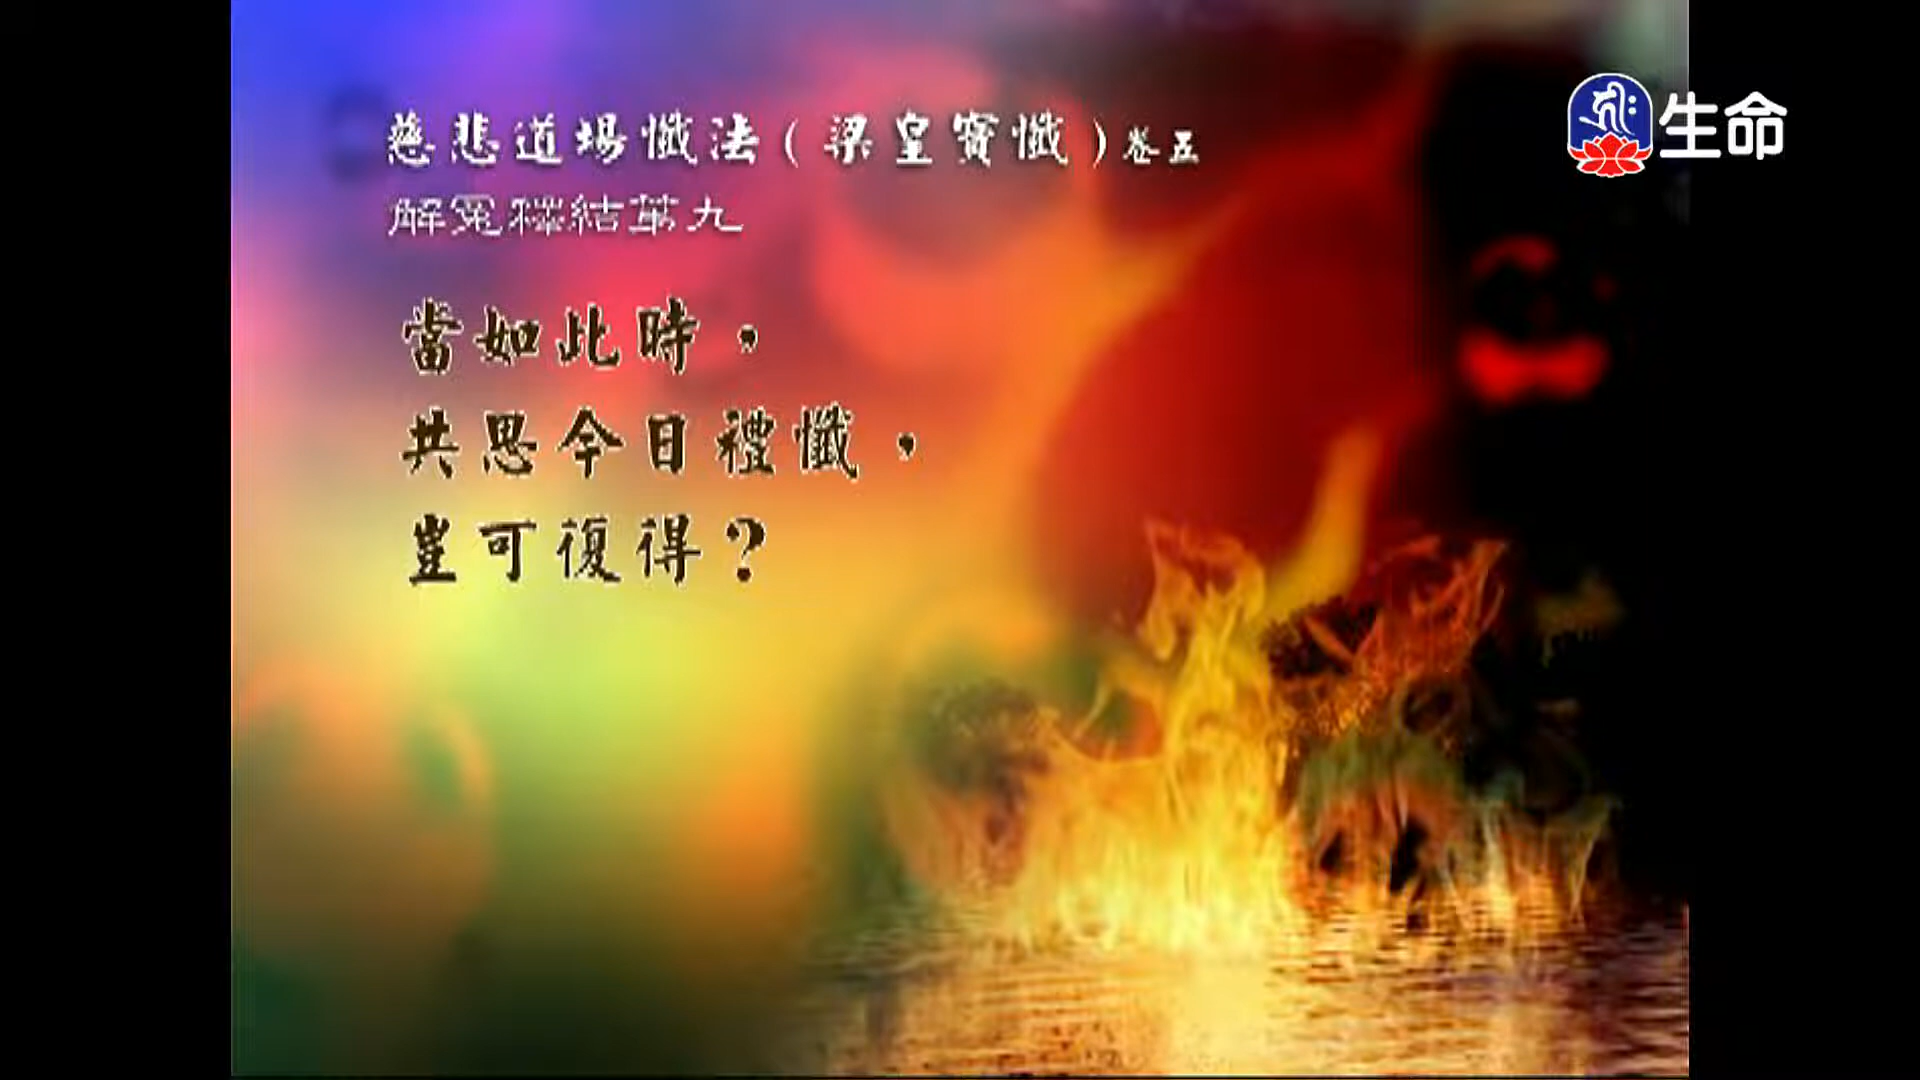 慈悲道場懺法(梁皇寶懺)卷五
生命
解冤釋結第九
當如此時，
共思今日禮懺，
豈可復得？